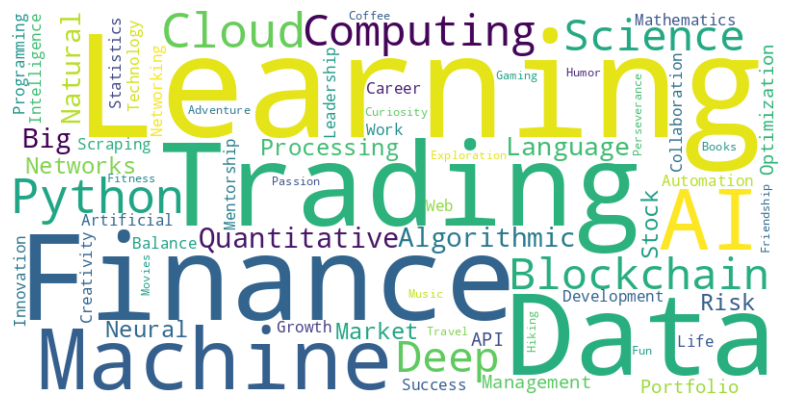 Coffee
Mathematics
Cloud
Computing
Science
Programming
Intelligence
Natural
Statistics
Technology
Networking
Learning
Leadership
Career
Gaming
Humor
Perseverance
Collaboration
Optimization
Adventure
Curiosity
Work
Big
Scraping
Mentorship
Processing
Language
Books
Exploration
Networks
Fitness
Trading
Passion
Automation
Python
Web
Stock
AI
Friendship
Artificial
Innovation
Creativity
Balance
Movies
Quantitative
Algorithmic
Finance
Blockchain
Music
Development
Risk
Neural
Growth
Market
Travel
API
Hiking
Data
Life
Fun
Machine
Deep
Success
Management
Portfolio